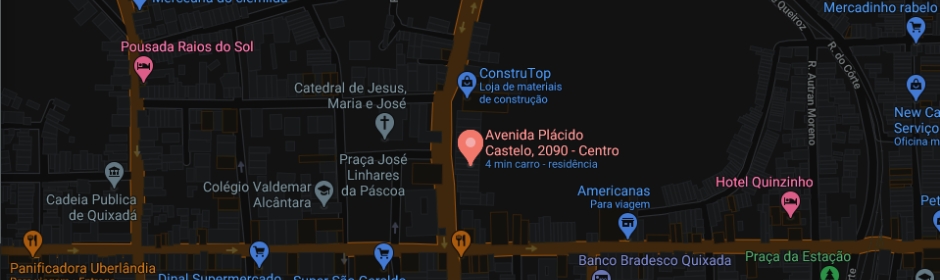 Mercearia do Clemilda
Mercadinho rabelo
Queiroz
R. do Côrte
Pousada Raios do Sol
ConstruTop
Loja de materiais
de construção
R. Autran Moreno
Catedral de Jesus,
Maria e José
New Ca
Serviço
Oficina m
Avenida Plácido
Castelo, 2090 - Centro
4 min carro - residência
Praça José
Linhares
da Páscoa
Cadeia Publica
de Quixadá
Colégio Valdemar
Alcântara
Americanas
Para viagem
Hotel Quinzinho
Pet
Panificadora Uberlândia
Dinal Supermercado
Super São Geraldo
Banco Bradesco Quixada
Praça da Estação